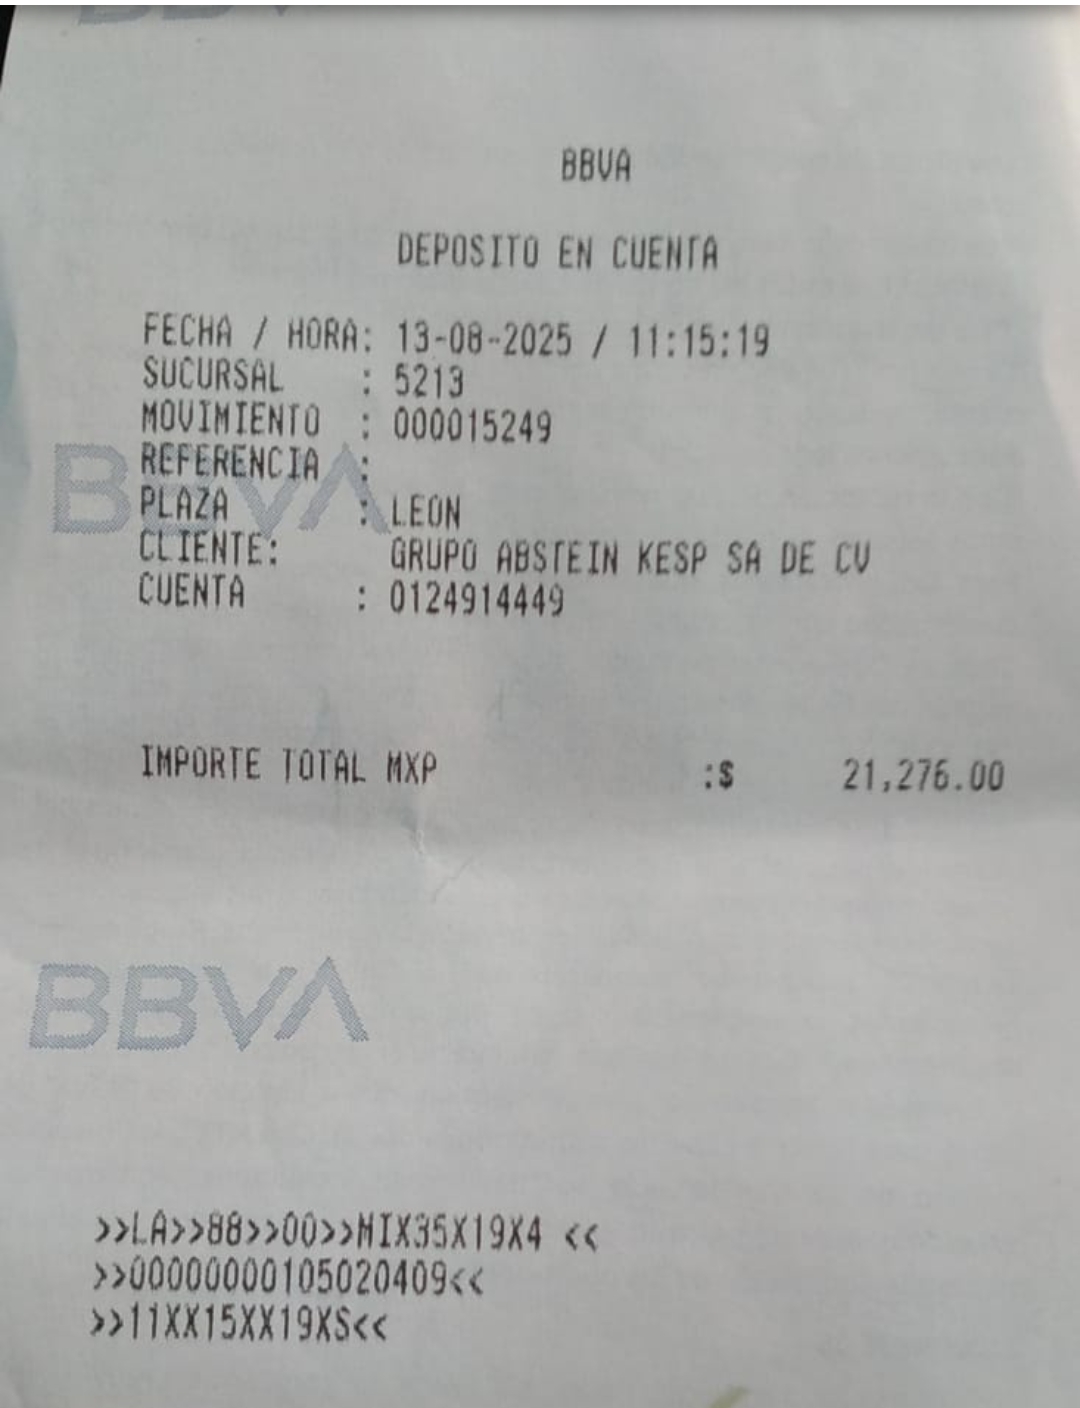 BBVA
BBVA
DEPOSITO EN CUENTA
FECHA / HORA: 13-08-2025 / 11:15:19
SUCURSAL : 5213
MOVIMIENTO : 000015249
REFERENCIA :
BBVA
PLAZA : LEON
CLIENTE: GRUPO ABSTEIN KESP SA DE CV
CUENTA : 0124914449
IMPORTE TOTAL MXP :$ 21,276.00
BBVA
>>LA>>88>>00>>MIX35X19X4 <<
>>00000000105020409<<
>>11XX15XX19XS<<